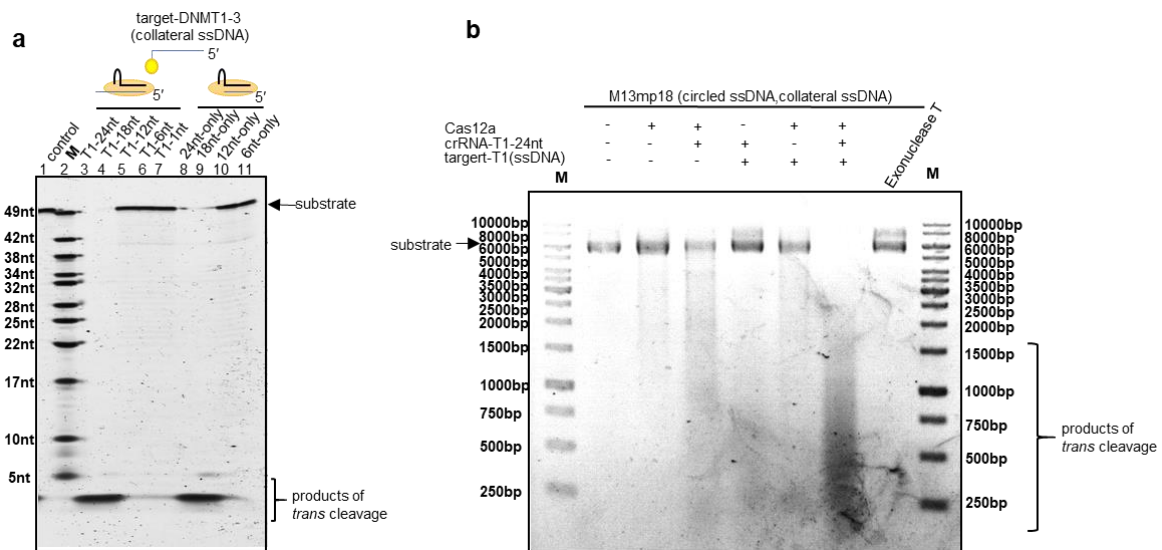 a
target-DNMT1-3
(collateral ssDNA)
5′
5′
5′
control
M
T1-24nt
T1-18nt
T1-12nt
T1-6nt
T1-1nt
24nt-only
18nt-only
12nt-only
6nt-only
1 2 3 4 5 6 7 8 9 10 11
49nt
42nt
38nt
34nt
32nt
28nt
25nt
22nt
17nt
10nt
5nt
substrate
products of
trans cleavage
b
M13mp18 (circled ssDNA,collateral ssDNA)
Cas12a - + + - + +
crRNA-T1-24nt - - + + - +
targert-T1(ssDNA) - - - + + +
Exonuclease T
M
M
substrate
10000bp
8000bp
6000bp
5000bp
4000bp
3500bp
3000bp
2500bp
2000bp
1500bp
1000bp
750bp
500bp
250bp
10000bp
8000bp
6000bp
5000bp
4000bp
3500bp
3000bp
2500bp
2000bp
1500bp
1000bp
750bp
500bp
250bp
products of
trans cleavage